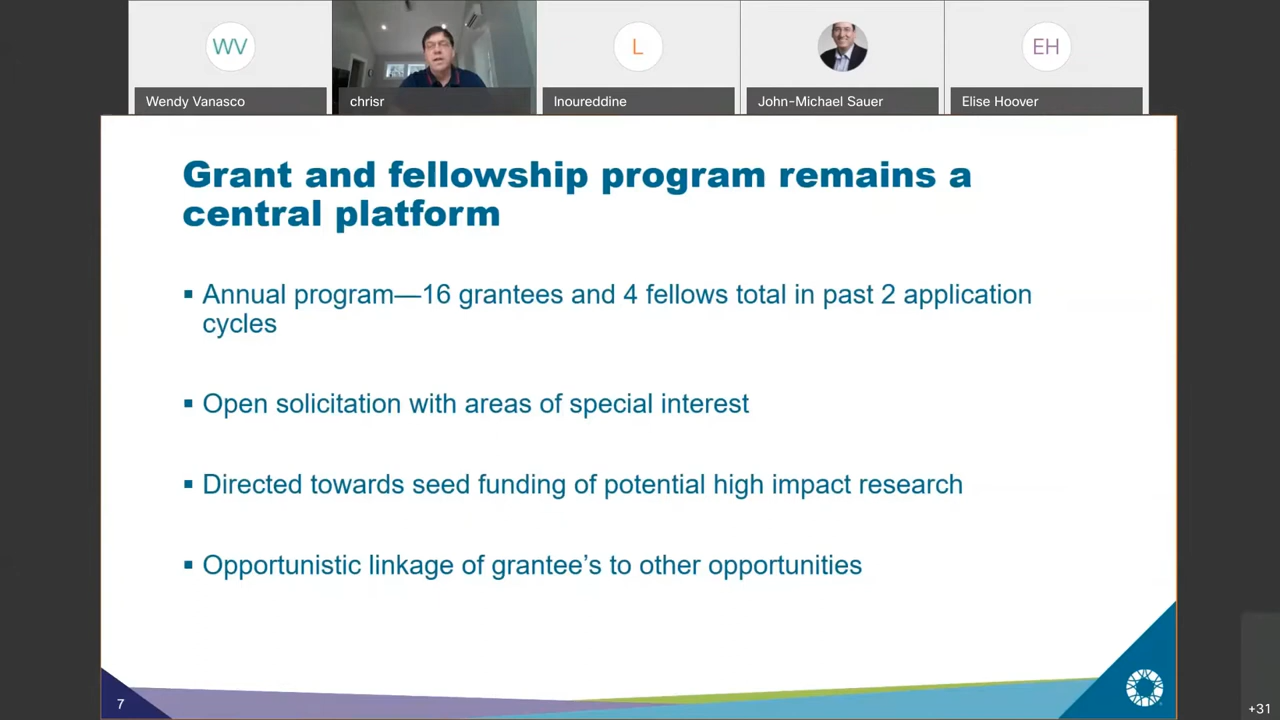 WV
L
EH
Wendy Vanasco
chrisr
lnoureddine
John-Michael Sauer
Elise Hoover
Grant and fellowship program remains a
central platform
▪ Annual program—16 grantees and 4 fellows total in past 2 application
cycles
▪ Open solicitation with areas of special interest
▪ Directed towards seed funding of potential high impact research
▪ Opportunistic linkage of grantee’s to other opportunities
7
+31